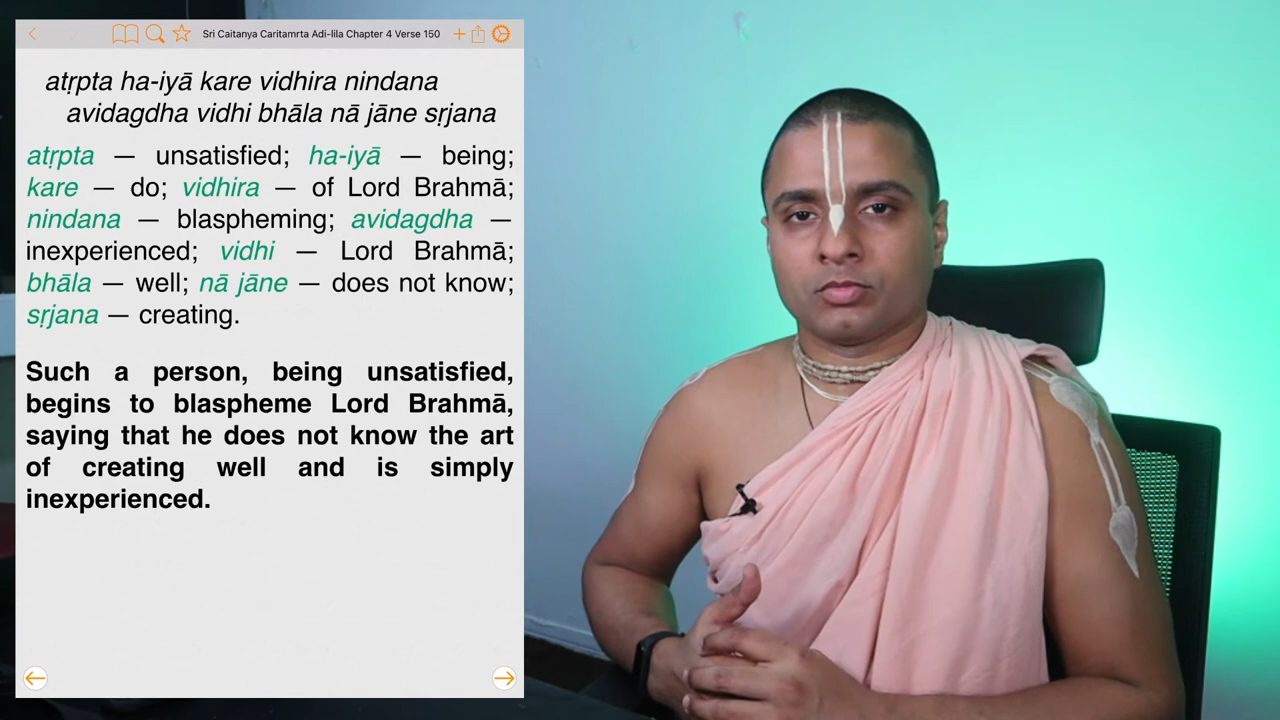 Sri Caitanya Caritamrta Adi-lila Chapter 4 Verse 150
atṛpta ha-iyā kare vidhira nindana
avidagdha vidhi bhāla nā jāne sṛjana
atṛpta — unsatisfied; ha-iyā — being;
kare — do; vidhira — of Lord Brahmā;
nindana — blaspheming; avidagdha —
inexperienced; vidhi — Lord Brahmā;
bhāla — well; nā jāne — does not know;
sṛjana — creating.
Such a person, being unsatisfied,
begins to blaspheme Lord Brahmā,
saying that he does not know the art
of creating well and is simply
inexperienced.